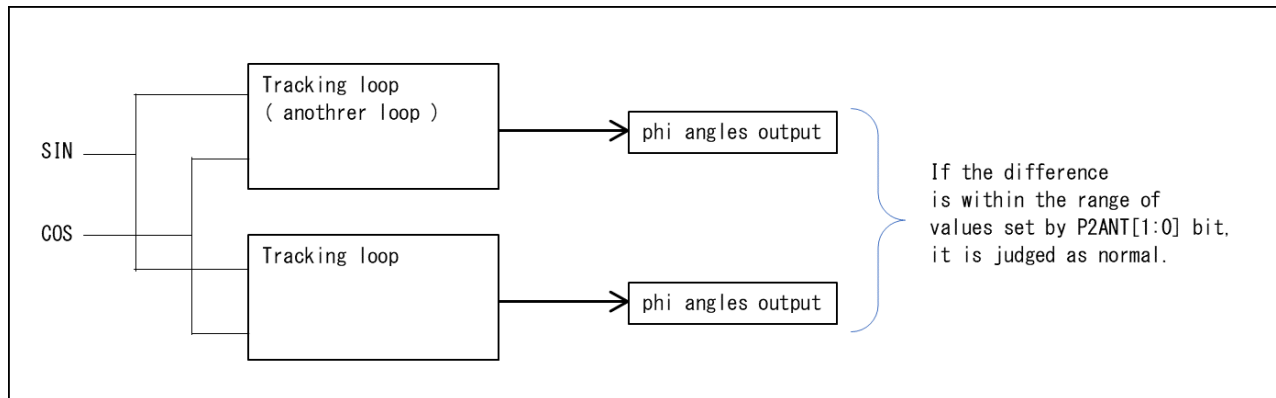 Tracking loop
( anothrer loop )
phi angles output
SIN
COS
Tracking loop
phi angles output
If the difference
is within the range of
values set by P2ANT[1:0] bit,
it is judged as normal.